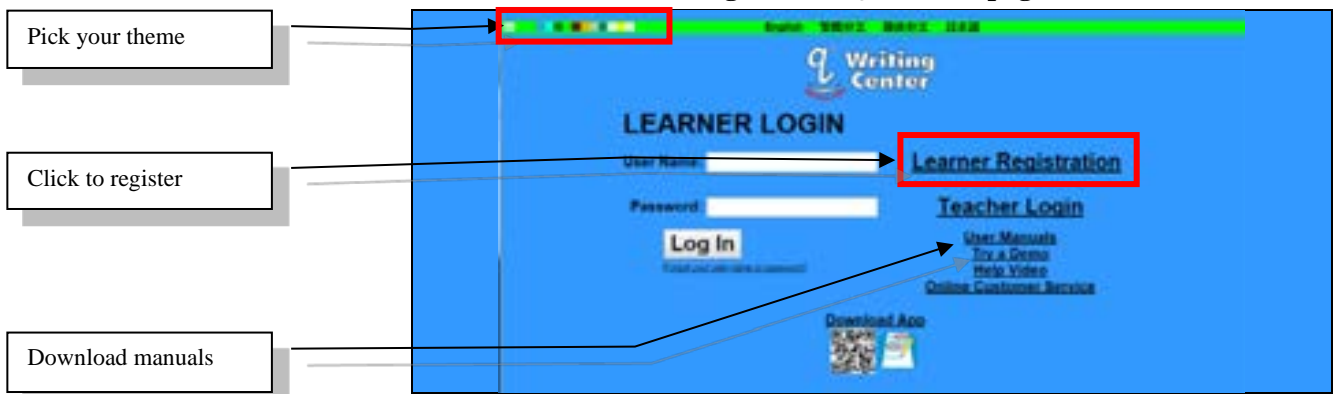 Pick your theme
English
Writing
Center
LEARNER LOGIN
User Name:
Learner Registration
Click to register
Password:
Teacher Login
Log In
User Manuals
Try a Demo
Help Video
Online Customer Service
Download App
Download manuals